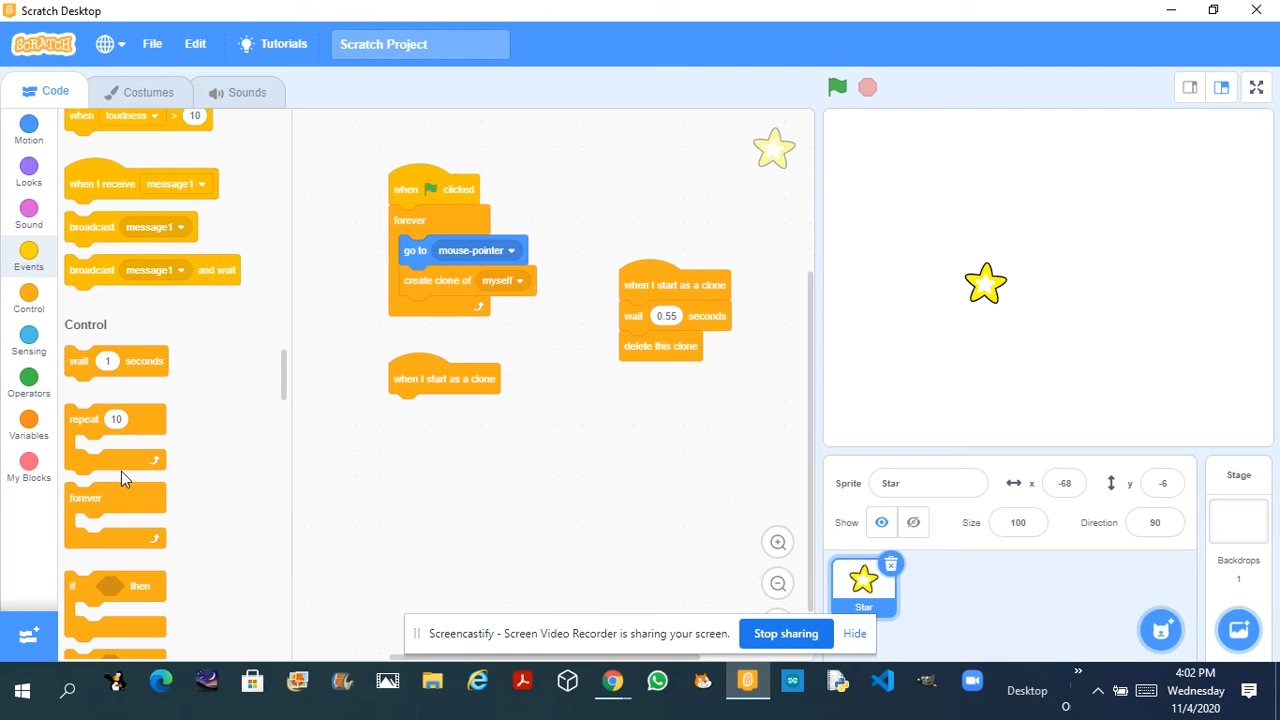 Scratch Desktop
SCRATCH File Edit Tutorials Scratch Project
Code Costumes Sounds
Motion
Looks
Sound
Events
Control
Sensing
Operators
Variables
My Blocks
when loudness > 10
when I receive message1
broadcast message1
broadcast message1 and wait
Control
wait 1 seconds
repeat 10
forever
if then
when clicked
forever
go to mouse-pointer
create clone of myself
when I start as a clone
when I start as a clone
wait 0.55 seconds
delete this clone
Sprite Star x -68 y -6
Show Size 100 Direction 90
Star
Stage
Backdrops
1
Screencastify - Screen Video Recorder is sharing your screen. Stop sharing Hide
Desktop
4:02 PM
Wednesday
11/4/2020